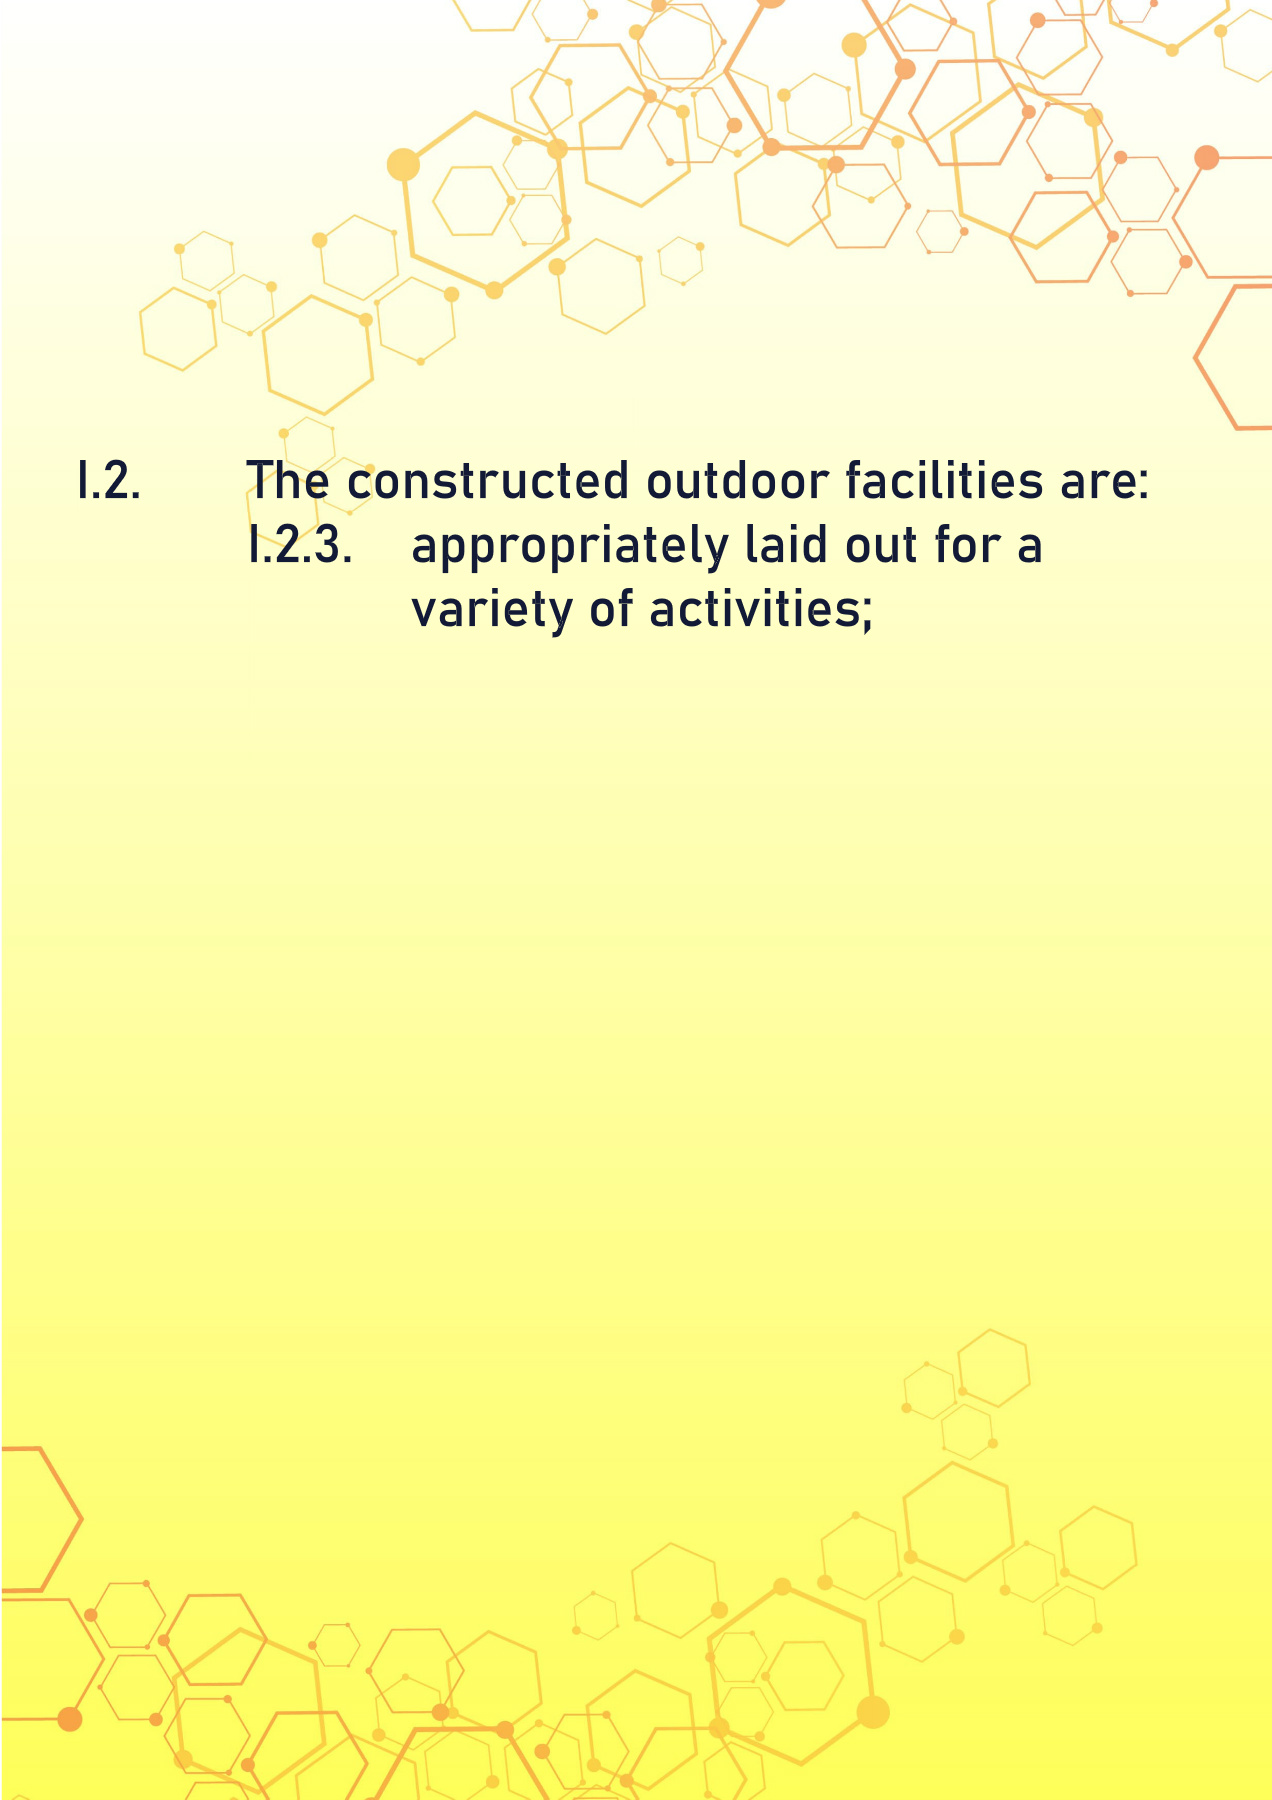 I.2. The constructed outdoor facilities are:
I.2.3. appropriately laid out for a
variety of activities;